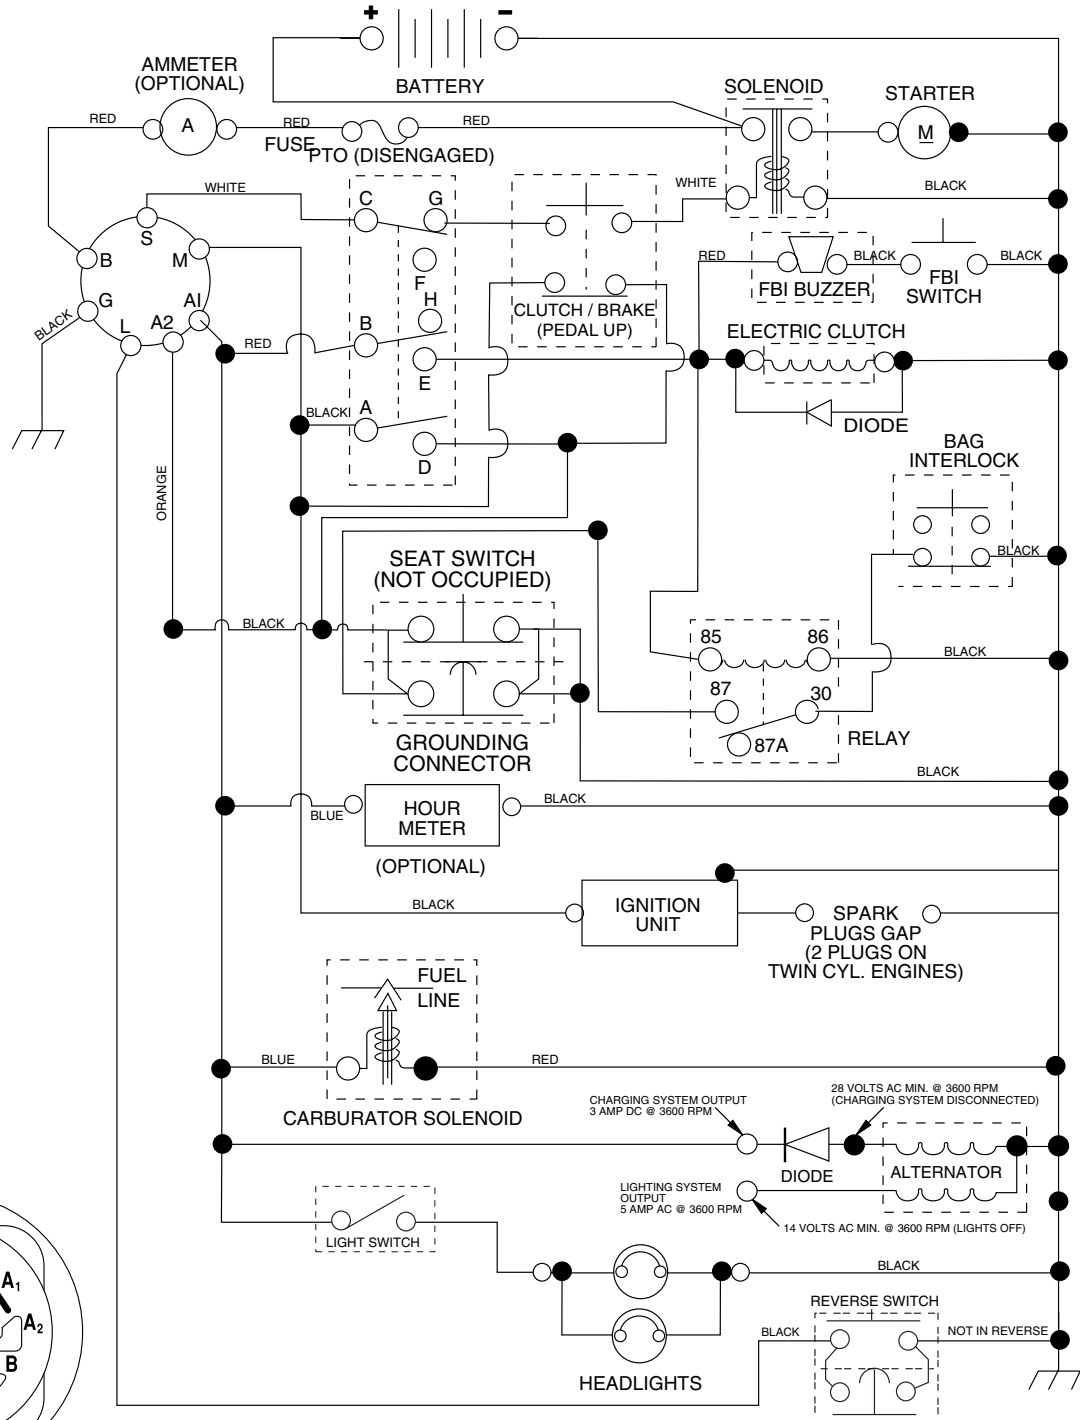 + −
BATTERY
AMMETER
(OPTIONAL)
A
RED
RED
FUSE
RED
PTO (DISENGAGED)
SOLENOID
STARTER
M
WHITE
WHITE
BLACK
S
B
M
G
A1
L
A2
BLACK
RED
C
G
F
H
B
E
A
D
BLACK
CLUTCH / BRAKE
(PEDAL UP)
RED
BLACK
BLACK
FBI BUZZER
FBI
SWITCH
ELECTRIC CLUTCH
DIODE
BAG
INTERLOCK
BLACK
ORANGE
SEAT SWITCH
(NOT OCCUPIED)
BLACK
GROUNDING
CONNECTOR
85
86
BLACK
87
30
87A
RELAY
BLACK
BLUE
HOUR
METER
BLACK
(OPTIONAL)
BLACK
IGNITION
UNIT
SPARK
PLUGS GAP
(2 PLUGS ON
TWIN CYL. ENGINES)
FUEL
LINE
BLUE
RED
CARBURATOR SOLENOID
CHARGING SYSTEM OUTPUT
3 AMP DC @ 3600 RPM
28 VOLTS AC MIN. @ 3600 RPM
(CHARGING SYSTEM DISCONNECTED)
DIODE
ALTERNATOR
LIGHTING SYSTEM
OUTPUT
5 AMP AC @ 3600 RPM
14 VOLTS AC MIN. @ 3600 RPM (LIGHTS OFF)
LIGHT SWITCH
BLACK
HEADLIGHTS
REVERSE SWITCH
BLACK
NOT IN REVERSE
A1
A2
B